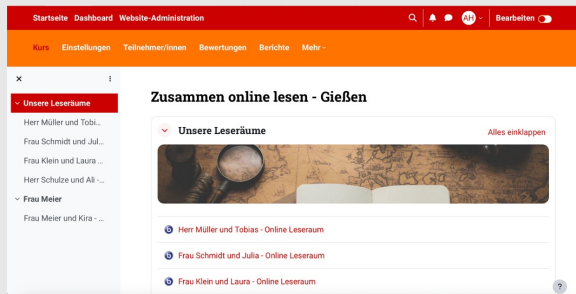 Startseite Dashboard Website-Administration AH Bearbeiten
Kurs Einstellungen Teilnehmer/innen Bewertungen Berichte Mehr
Unsere Leseräume
Herr Müller und Tobi...
Frau Schmidt und Jul...
Frau Klein und Laura ...
Herr Schulze und Ali -...
Frau Meier
Frau Meier und Kira - ...
Zusammen online lesen - Gießen
Unsere Leseräume Alles einklappen
Herr Müller und Tobias - Online Leseraum
Frau Schmidt und Julia - Online Leseraum
Frau Klein und Laura - Online Leseraum
?